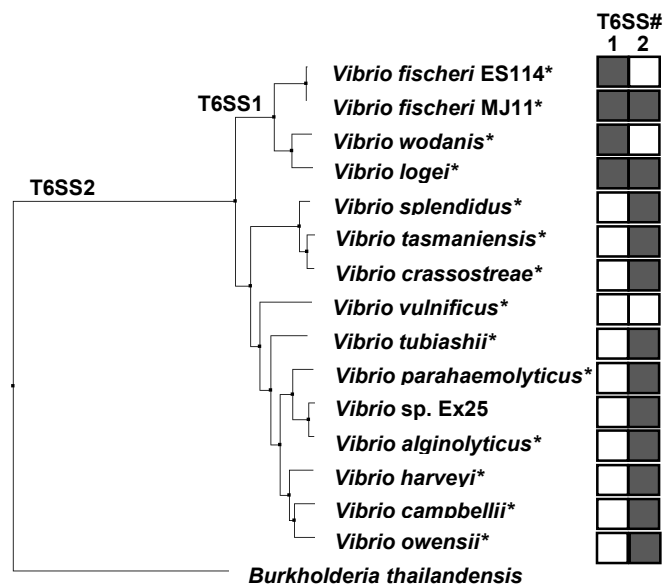 T6SS#
1 2
Vibrio fischeri ES114*
T6SS1
Vibrio fischeri MJ11*
Vibrio wodanis*
Vibrio logei*
T6SS2
Vibrio splendidus*
Vibrio tasmaniensis*
Vibrio crassostreae*
Vibrio vulnificus*
Vibrio tubiashii*
Vibrio parahaemolyticus*
Vibrio sp. Ex25
Vibrio alginolyticus*
Vibrio harveyi*
Vibrio campbellii*
Vibrio owensii*
Burkholderia thailandensis